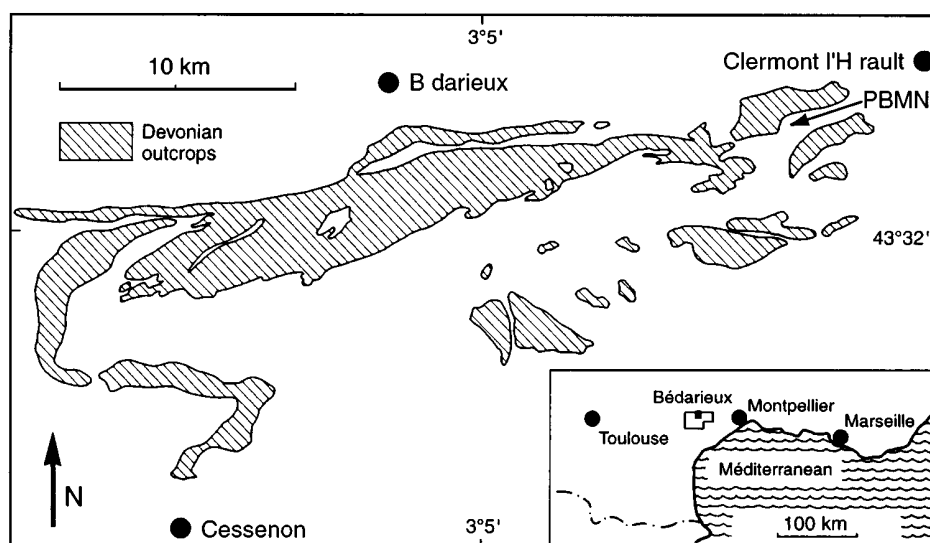 3°5'
10 km
B darieux
Clermont l'H rault
PBMN
Devonian
outcrops
43°32'
N
Cessenon
3°5'
Bédarieux
Montpellier
Marseille
Toulouse
Méditerranean
100 km